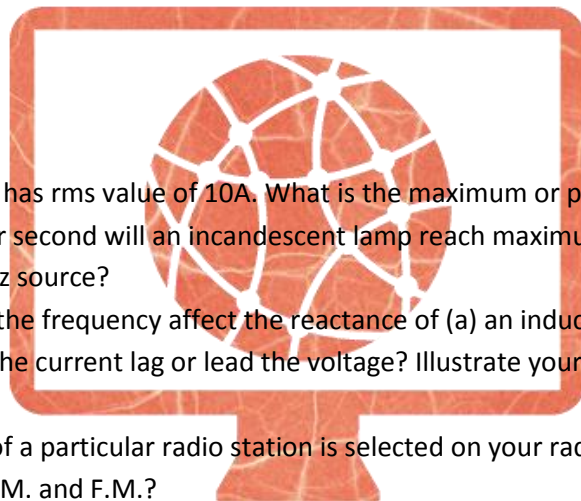 has rms value of 10A. What is the maximum or p
r second will an incandescent lamp reach maximu
z source?
the frequency affect the reactance of (a) an induc
he current lag or lead the voltage? Illustrate your
of a particular radio station is selected on your rad
M. and F.M.?